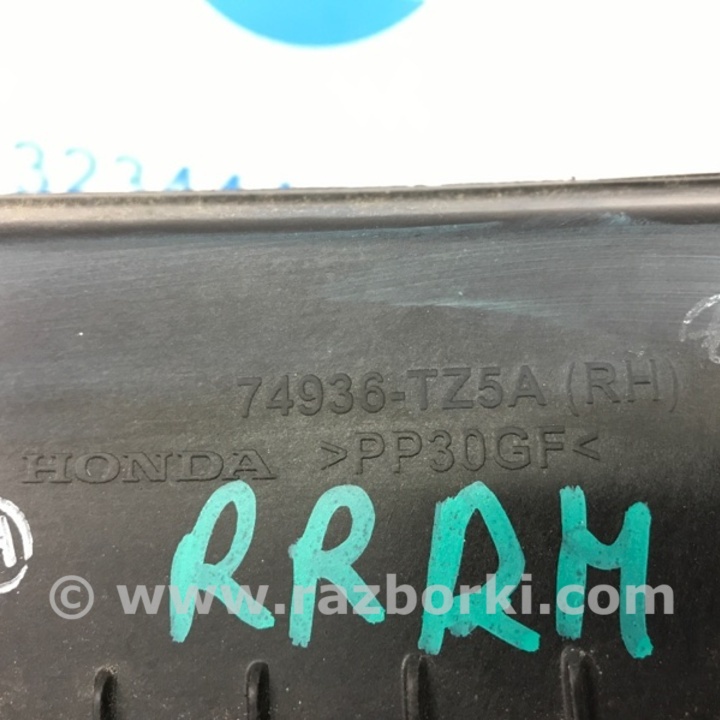 74936-TZ5A (RH)
HONDA >PP30GF<
RRRH
© www.razborki.com